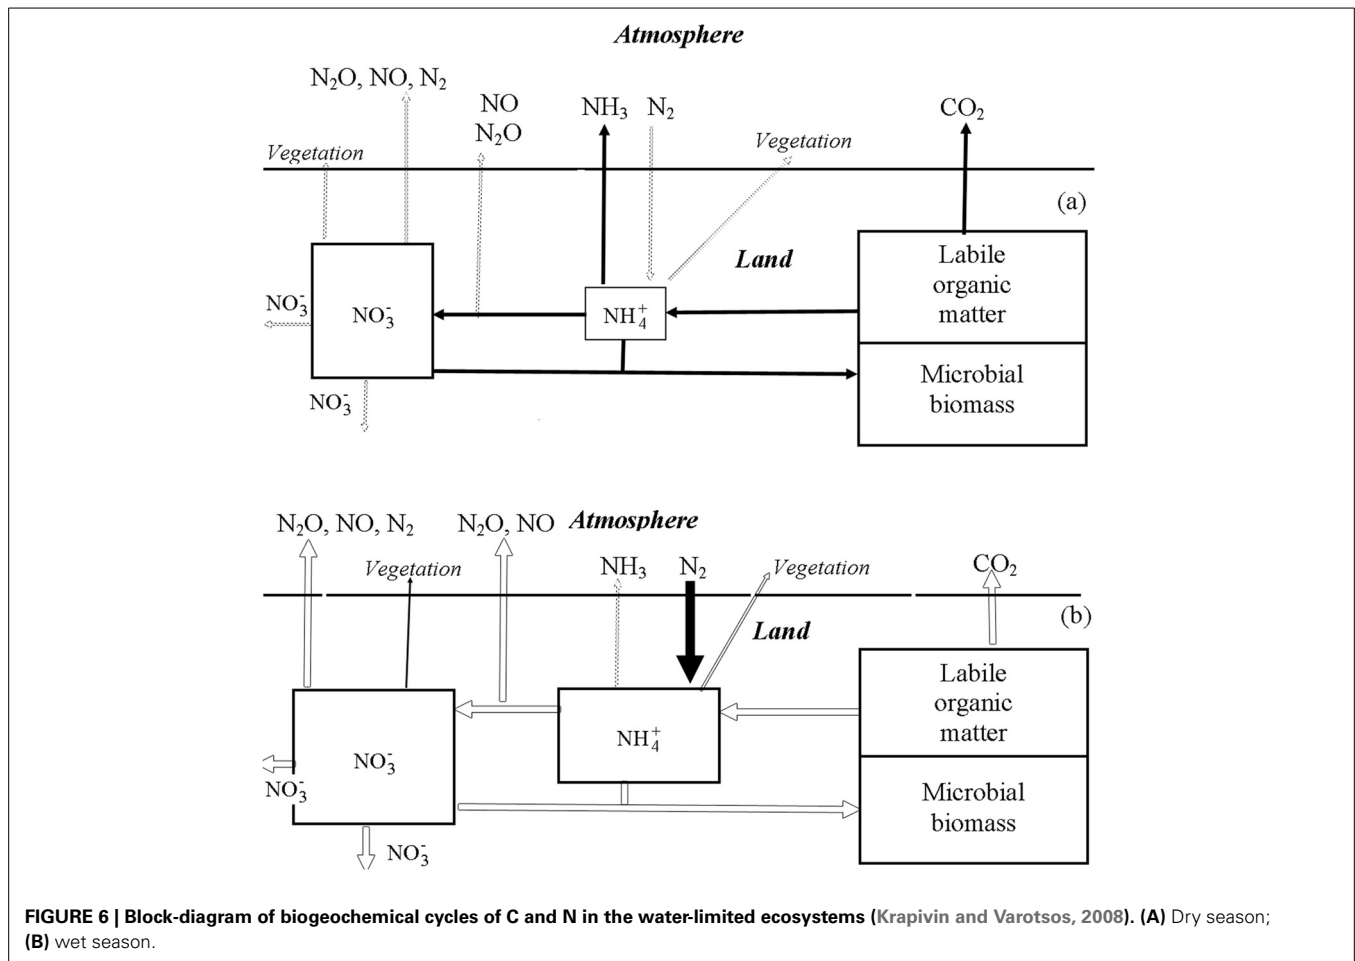 Atmosphere
N₂O, NO, N₂
NO
N₂O
NH₃
N₂
CO₂
Vegetation
Vegetation
(a)
Land
NO₃⁻
NO₃⁻
NH₄⁺
Labile
organic
matter
Microbial
biomass
NO₃⁻
N₂O, NO, N₂
N₂O, NO
Atmosphere
Vegetation
NH₃
N₂
Vegetation
CO₂
(b)
Land
Labile
organic
matter
NO₃⁻
NH₄⁺
NO₃⁻
Microbial
biomass
NO₃⁻
FIGURE 6 | Block-diagram of biogeochemical cycles of C and N in the water-limited ecosystems (Krapivin and Varotsos, 2008). (A) Dry season;
(B) wet season.